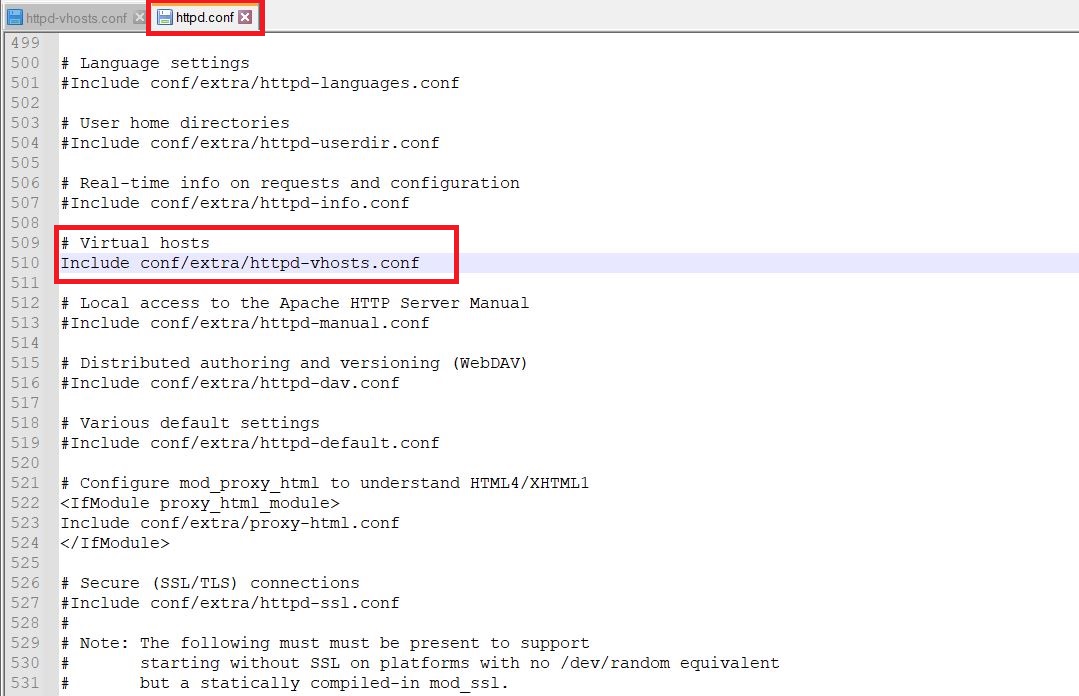 httpd-vhosts.conf httpd.conf
499
500 # Language settings
501 #Include conf/extra/httpd-languages.conf
502
503 # User home directories
504 #Include conf/extra/httpd-userdir.conf
505
506 # Real-time info on requests and configuration
507 #Include conf/extra/httpd-info.conf
508
509 # Virtual hosts
510 Include conf/extra/httpd-vhosts.conf
511
512 # Local access to the Apache HTTP Server Manual
513 #Include conf/extra/httpd-manual.conf
514
515 # Distributed authoring and versioning (WebDAV)
516 #Include conf/extra/httpd-dav.conf
517
518 # Various default settings
519 #Include conf/extra/httpd-default.conf
520
521 # Configure mod_proxy_html to understand HTML4/XHTML1
522 <IfModule proxy_html_module>
523 Include conf/extra/proxy-html.conf
524 </IfModule>
525
526 # Secure (SSL/TLS) connections
527 #Include conf/extra/httpd-ssl.conf
528 #
529 # Note: The following must must be present to support
530 #       starting without SSL on platforms with no /dev/random equivalent
531 #       but a statically compiled-in mod_ssl.